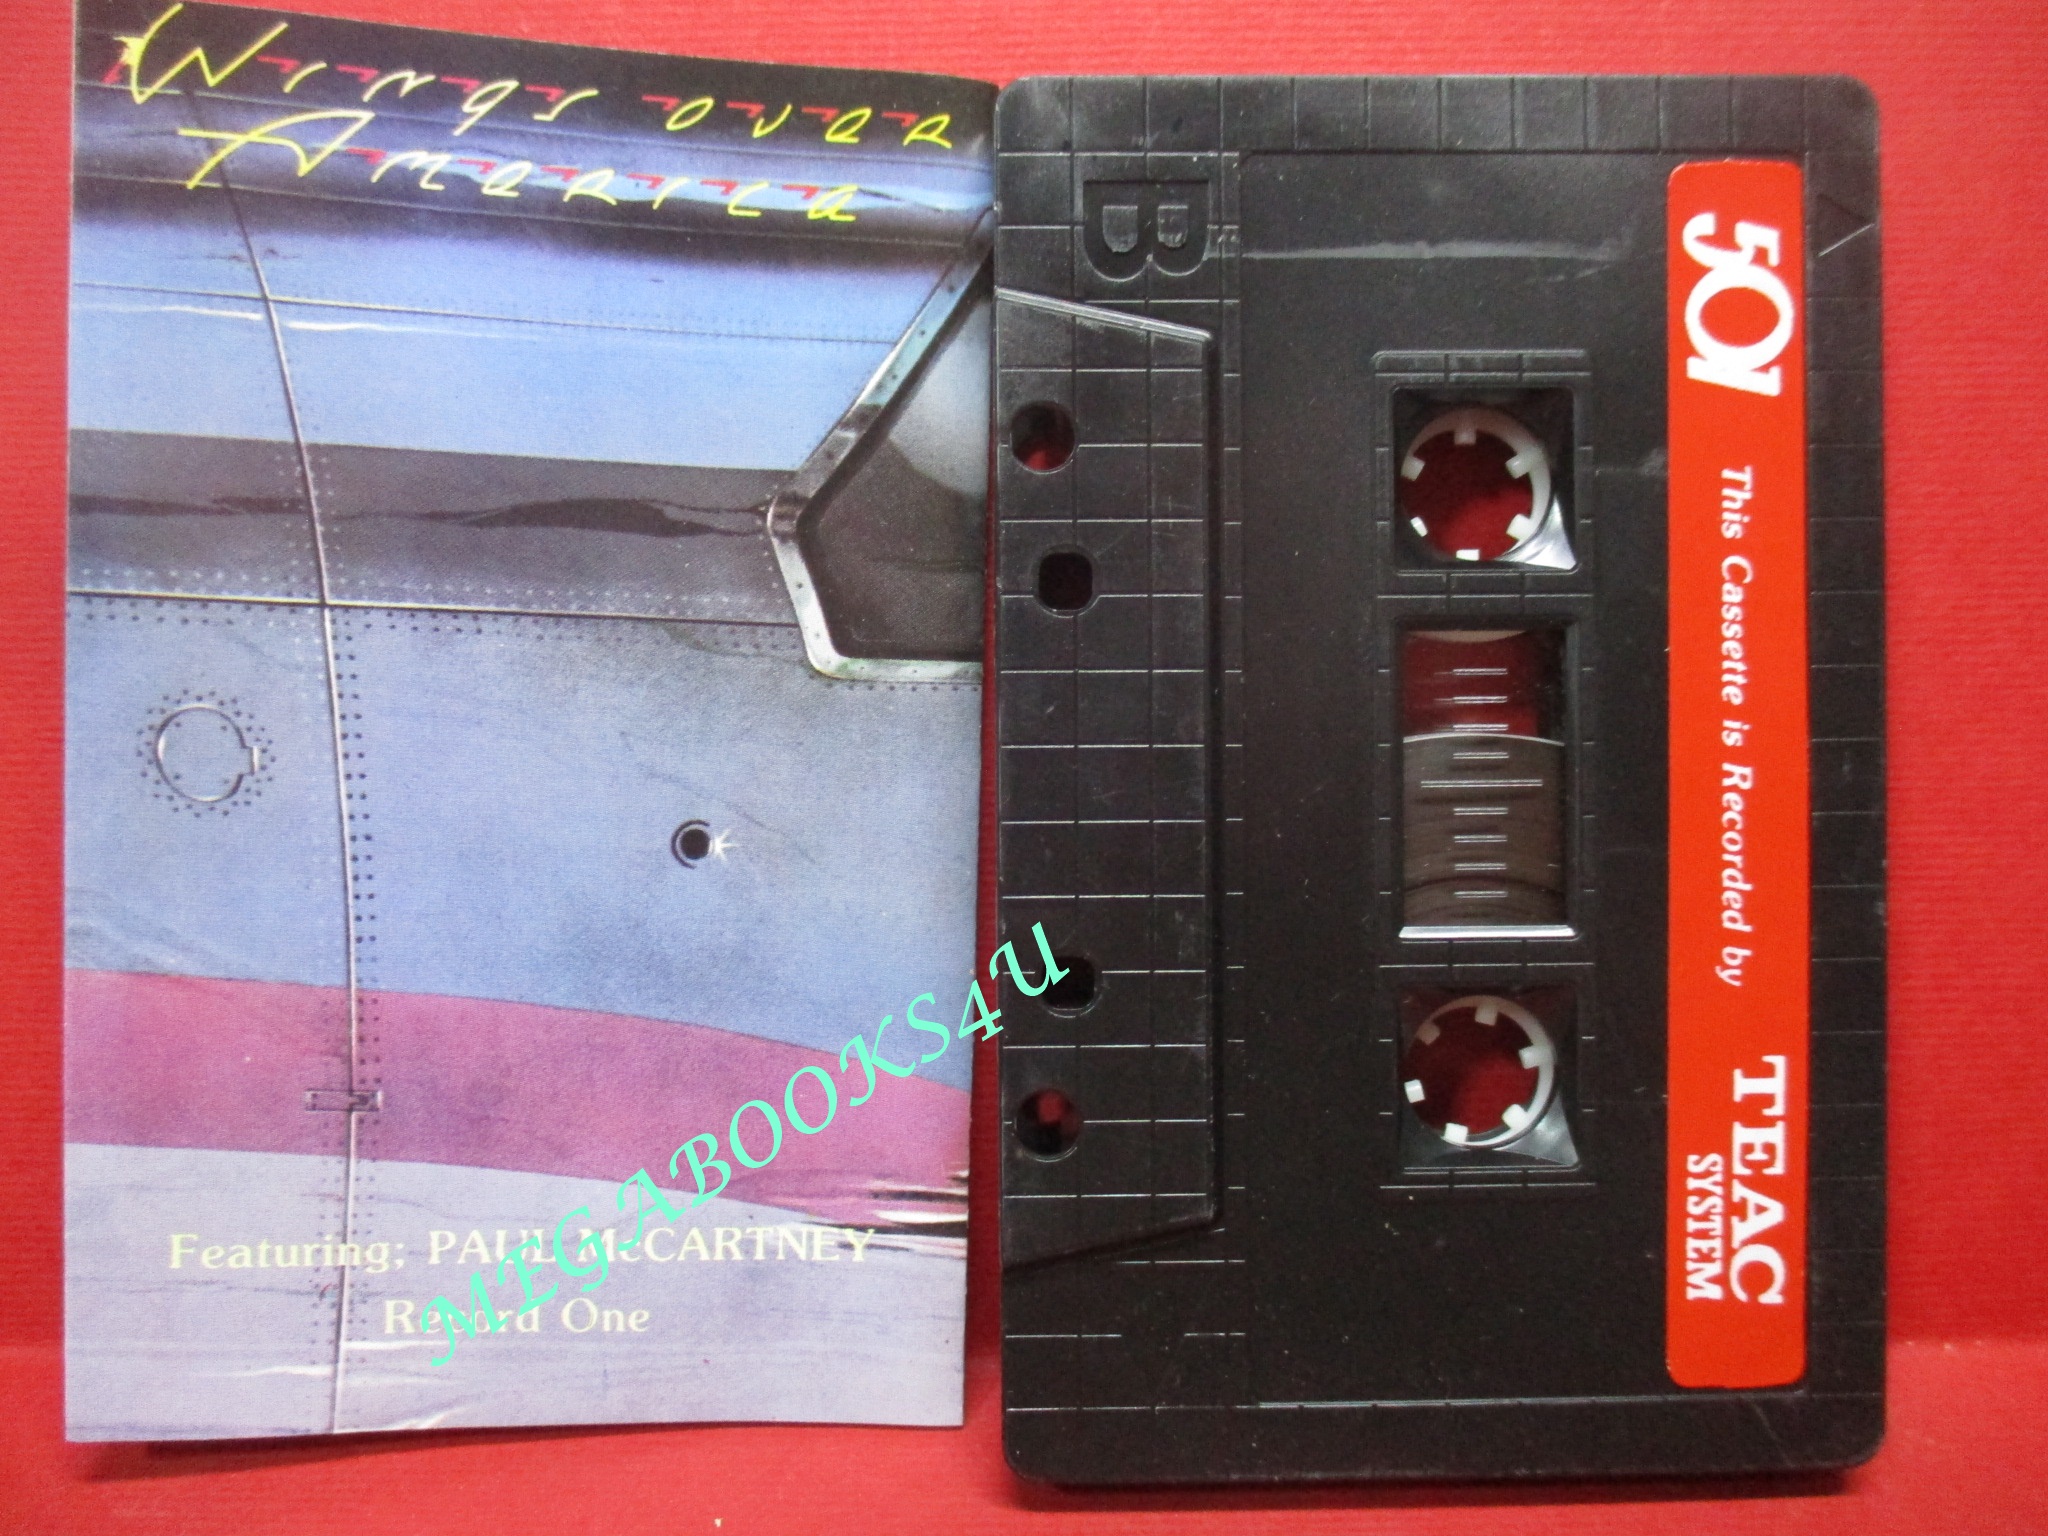 Wings over
America
Featuring; PAUL McCARTNEY
Record One
MEGABOOKS4U
B
501
This Cassette is Recorded by
TEAC
SYSTEM